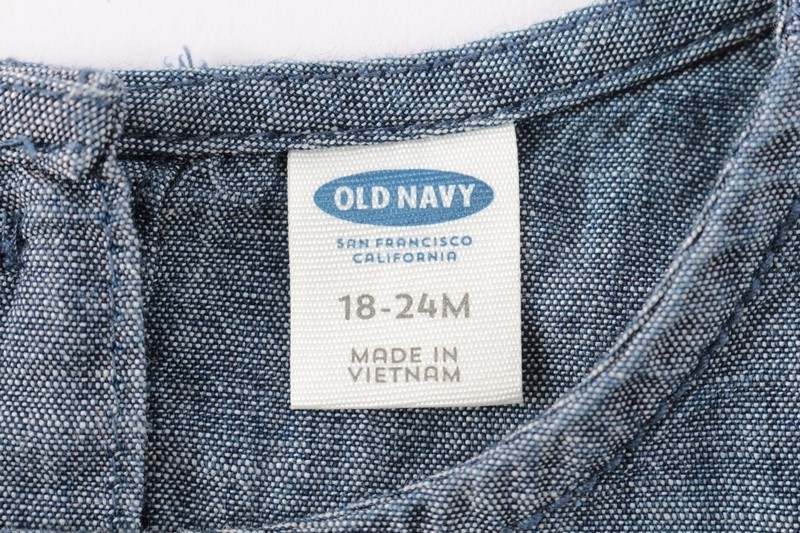 OLD NAVY
SAN FRANCISCO
CALIFORNIA
18-24M
MADE IN
VIETNAM